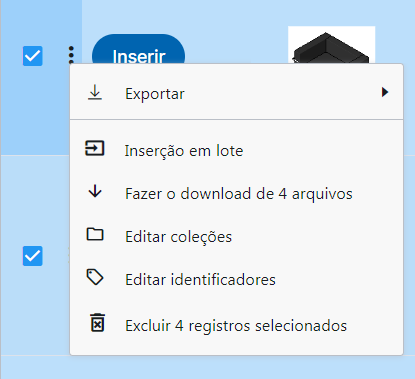 Inserir
Exportar
Inserção em lote
Fazer o download de 4 arquivos
Editar coleções
Editar identificadores
Excluir 4 registros selecionados